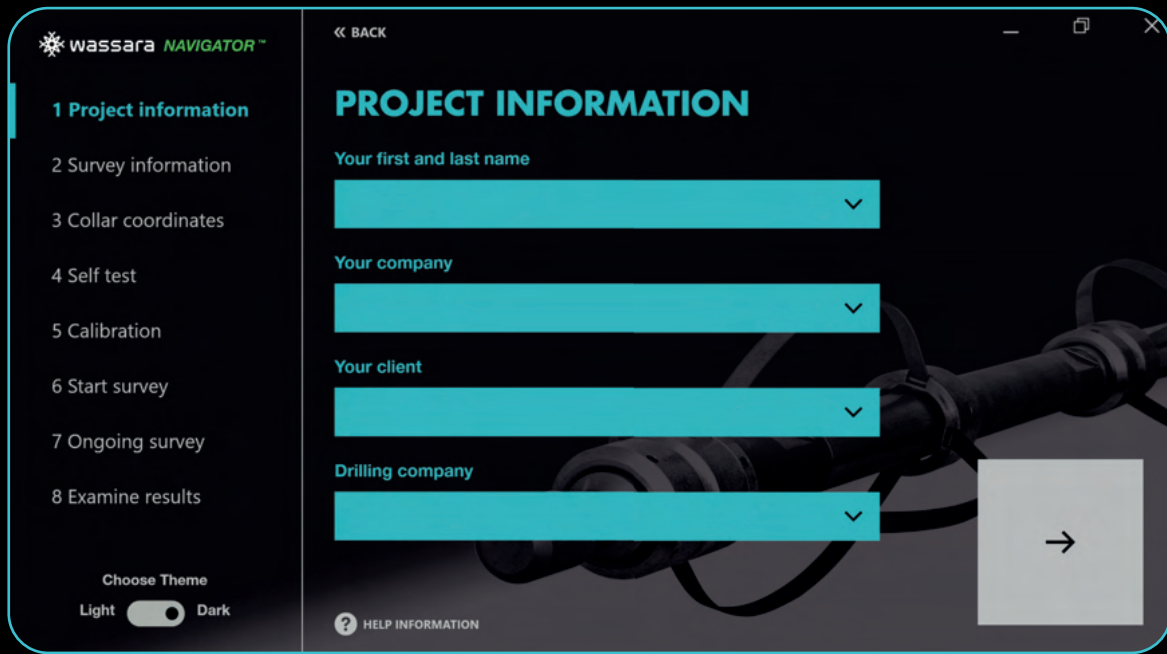 wassara NAVIGATOR™
1 Project information
2 Survey information
3 Collar coordinates
4 Self test
5 Calibration
6 Start survey
7 Ongoing survey
8 Examine results
Choose Theme
Light Dark
« BACK
PROJECT INFORMATION
Your first and last name
Your company
Your client
Drilling company
? HELP INFORMATION